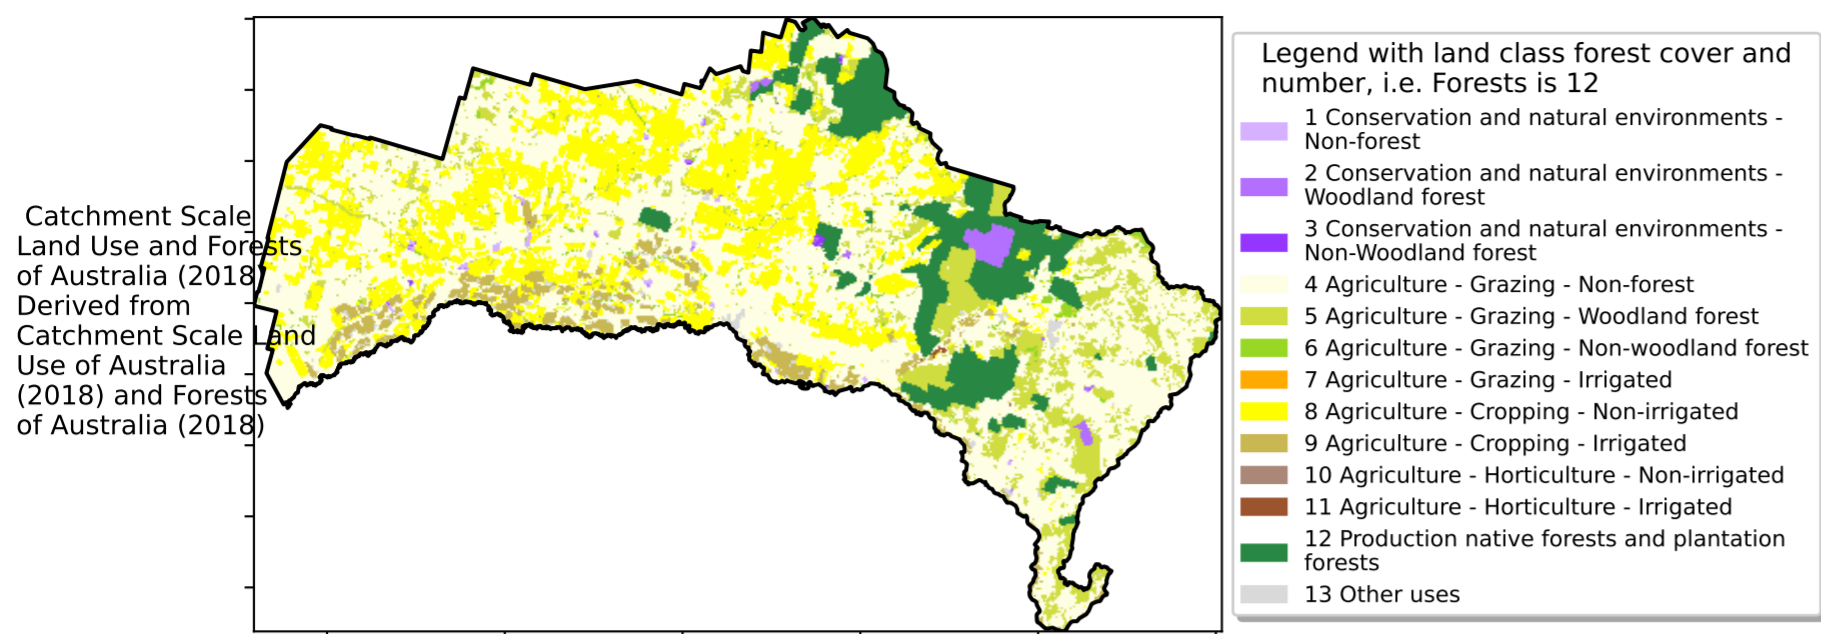 Catchment Scale
Land Use and Forests
of Australia (2018)
Derived from
Catchment Scale Land
Use of Australia
(2018) and Forests
of Australia (2018)
Legend with land class forest cover and
number, i.e. Forests is 12
1 Conservation and natural environments -
Non-forest
2 Conservation and natural environments -
Woodland forest
3 Conservation and natural environments -
Non-Woodland forest
4 Agriculture - Grazing - Non-forest
5 Agriculture - Grazing - Woodland forest
6 Agriculture - Grazing - Non-woodland forest
7 Agriculture - Grazing - Irrigated
8 Agriculture - Cropping - Non-irrigated
9 Agriculture - Cropping - Irrigated
10 Agriculture - Horticulture - Non-irrigated
11 Agriculture - Horticulture - Irrigated
12 Production native forests and plantation
forests
13 Other uses